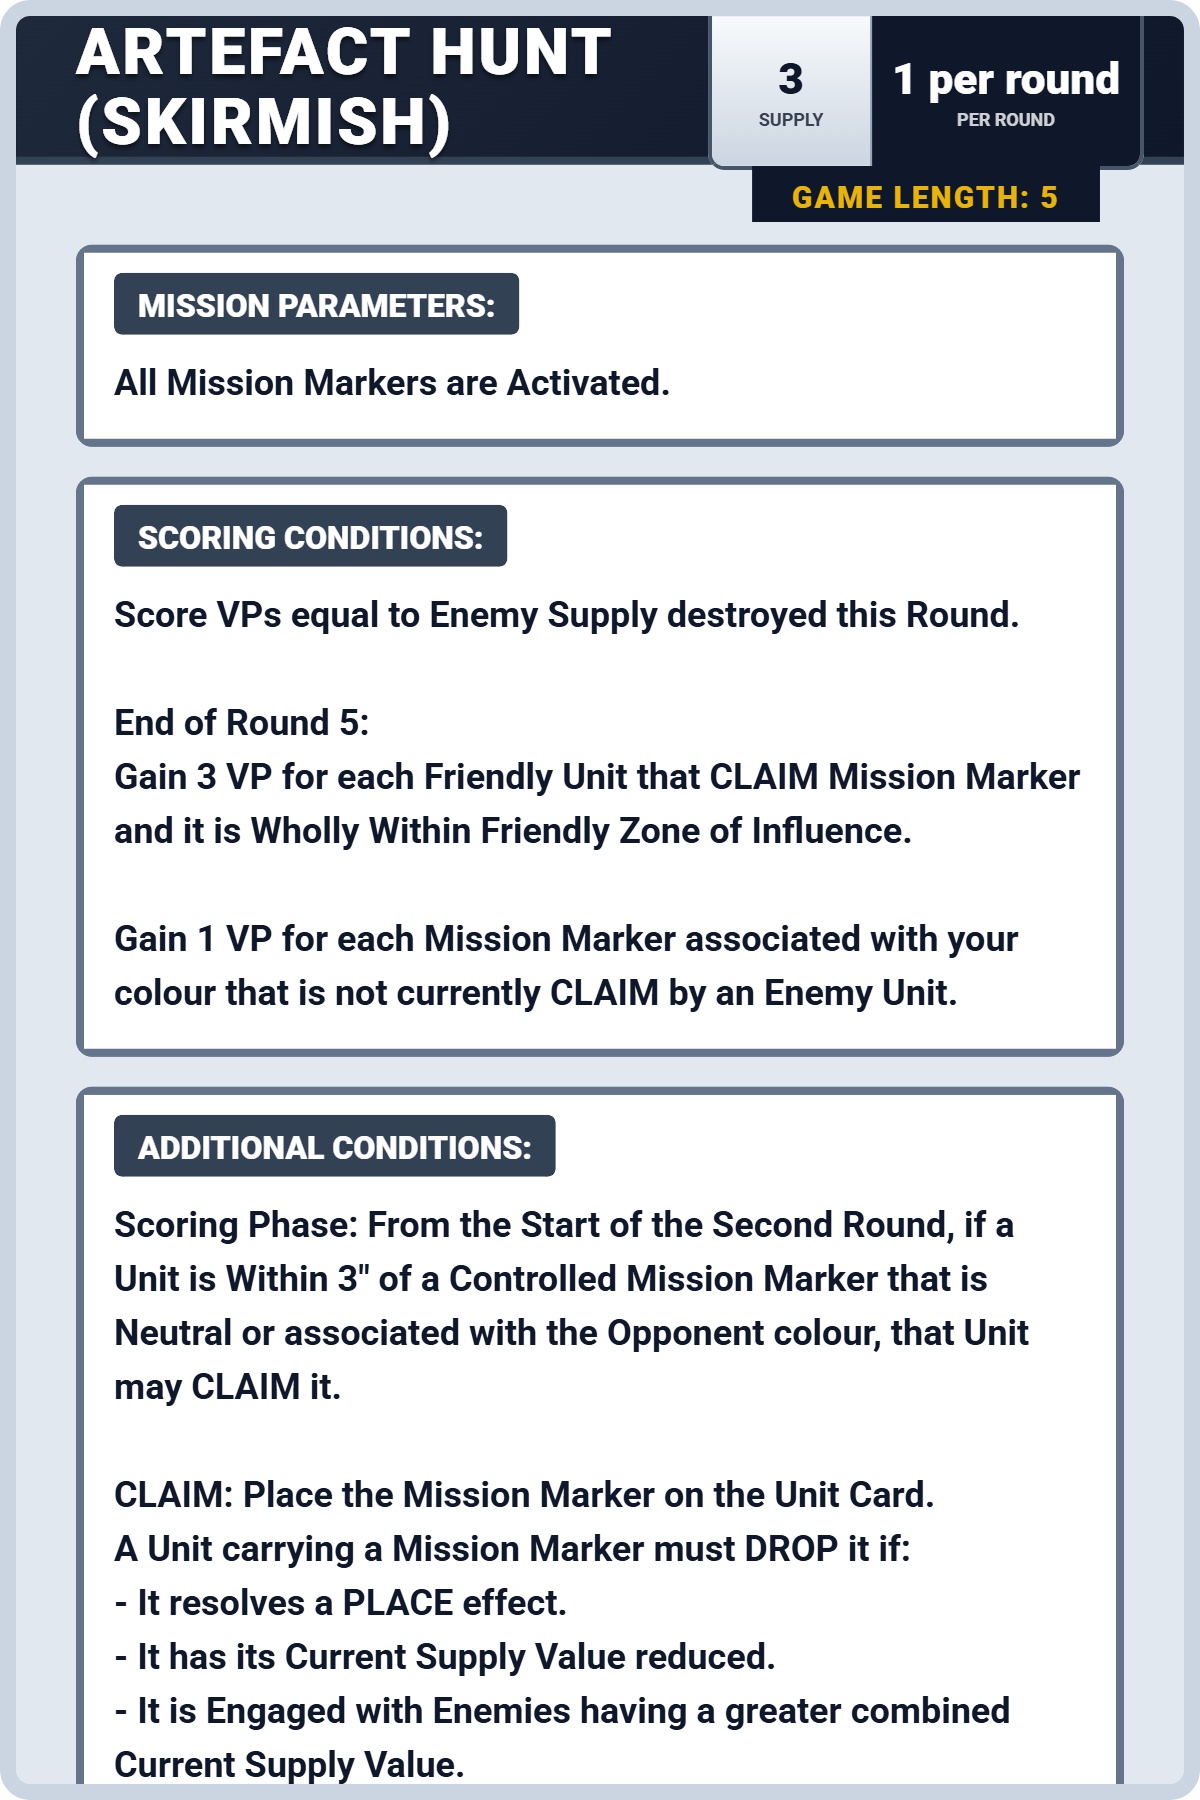 ARTEFACT HUNT
(SKIRMISH)
3
SUPPLY
1 per round
PER ROUND
GAME LENGTH: 5
MISSION PARAMETERS:
All Mission Markers are Activated.
SCORING CONDITIONS:
Score VPs equal to Enemy Supply destroyed this Round.
End of Round 5:
Gain 3 VP for each Friendly Unit that CLAIM Mission Marker
and it is Wholly Within Friendly Zone of Influence.
Gain 1 VP for each Mission Marker associated with your
colour that is not currently CLAIM by an Enemy Unit.
ADDITIONAL CONDITIONS:
Scoring Phase: From the Start of the Second Round, if a
Unit is Within 3" of a Controlled Mission Marker that is
Neutral or associated with the Opponent colour, that Unit
may CLAIM it.
CLAIM: Place the Mission Marker on the Unit Card.
A Unit carrying a Mission Marker must DROP it if:
- It resolves a PLACE effect.
- It has its Current Supply Value reduced.
- It is Engaged with Enemies having a greater combined
Current Supply Value.